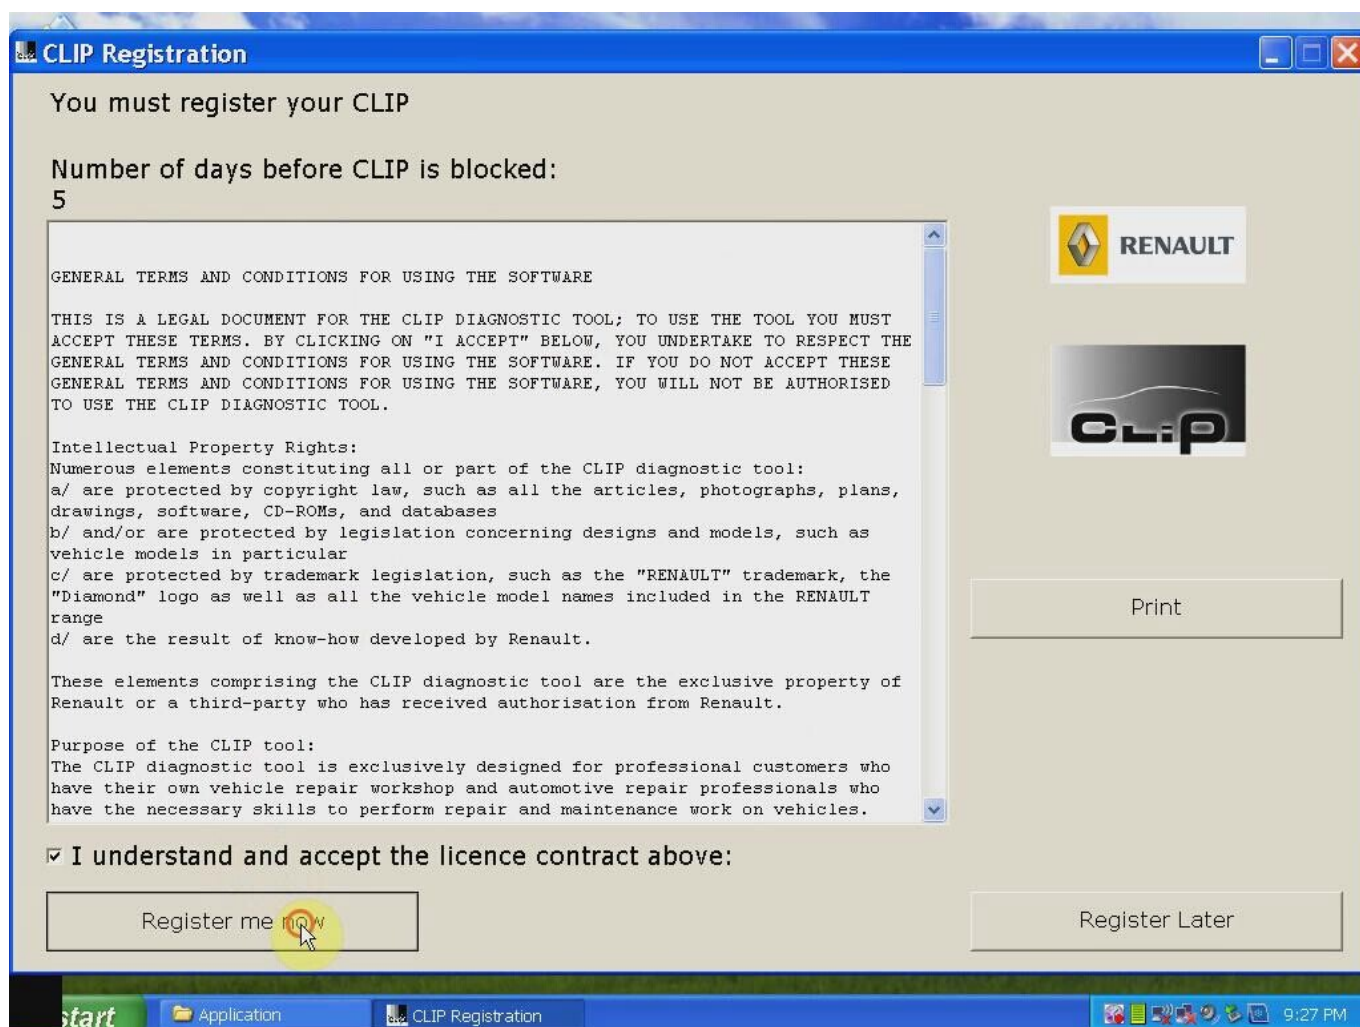 CLIP Registration
You must register your CLIP
Number of days before CLIP is blocked:
5
GENERAL TERMS AND CONDITIONS FOR USING THE SOFTWARE
THIS IS A LEGAL DOCUMENT FOR THE CLIP DIAGNOSTIC TOOL; TO USE THE TOOL YOU MUST
ACCEPT THESE TERMS. BY CLICKING ON "I ACCEPT" BELOW, YOU UNDERTAKE TO RESPECT THE
GENERAL TERMS AND CONDITIONS FOR USING THE SOFTWARE. IF YOU DO NOT ACCEPT THESE
GENERAL TERMS AND CONDITIONS FOR USING THE SOFTWARE, YOU WILL NOT BE AUTHORISED
TO USE THE CLIP DIAGNOSTIC TOOL.
Intellectual Property Rights:
Numerous elements constituting all or part of the CLIP diagnostic tool:
a/ are protected by copyright law, such as all the articles, photographs, plans,
drawings, software, CD-ROMs, and databases
b/ and/or are protected by legislation concerning designs and models, such as
vehicle models in particular
c/ are protected by trademark legislation, such as the "RENAULT" trademark, the
"Diamond" logo as well as all the vehicle model names included in the RENAULT
range
d/ are the result of know-how developed by Renault.
These elements comprising the CLIP diagnostic tool are the exclusive property of
Renault or a third-party who has received authorisation from Renault.
Purpose of the CLIP tool:
The CLIP diagnostic tool is exclusively designed for professional customers who
have their own vehicle repair workshop and automotive repair professionals who
have the necessary skills to perform repair and maintenance work on vehicles.
RENAULT
CLiP
Print
I understand and accept the licence contract above:
Register me now
Register Later
start
Application
CLIP Registration
9:27 PM